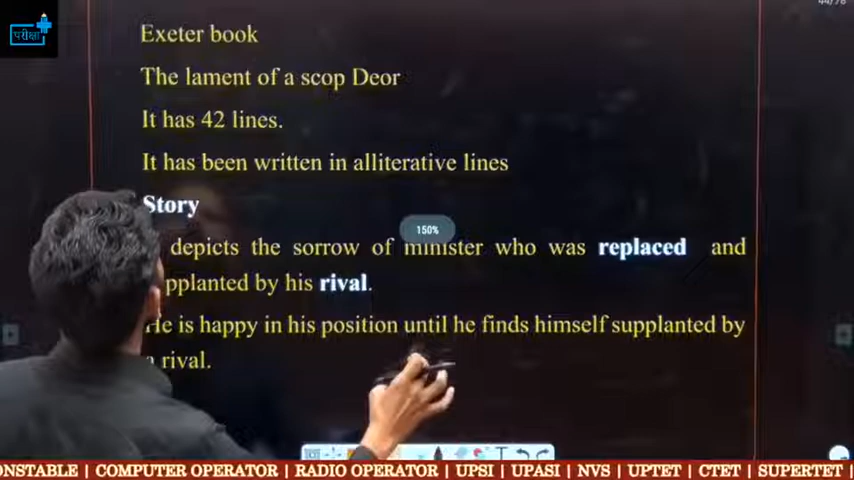 परीक्षा
44/78
Exeter book
The lament of a scop Deor
It has 42 lines.
It has been written in alliterative lines
Story
depicts the sorrow of minister who was replaced and
pplanted by his rival.
150%
He is happy in his position until he finds himself supplanted by
a rival.
ONSTABLE | COMPUTER OPERATOR | RADIO OPERATOR | UPSI | UPASI | NVS | UPTET | CTET | SUPERTET |